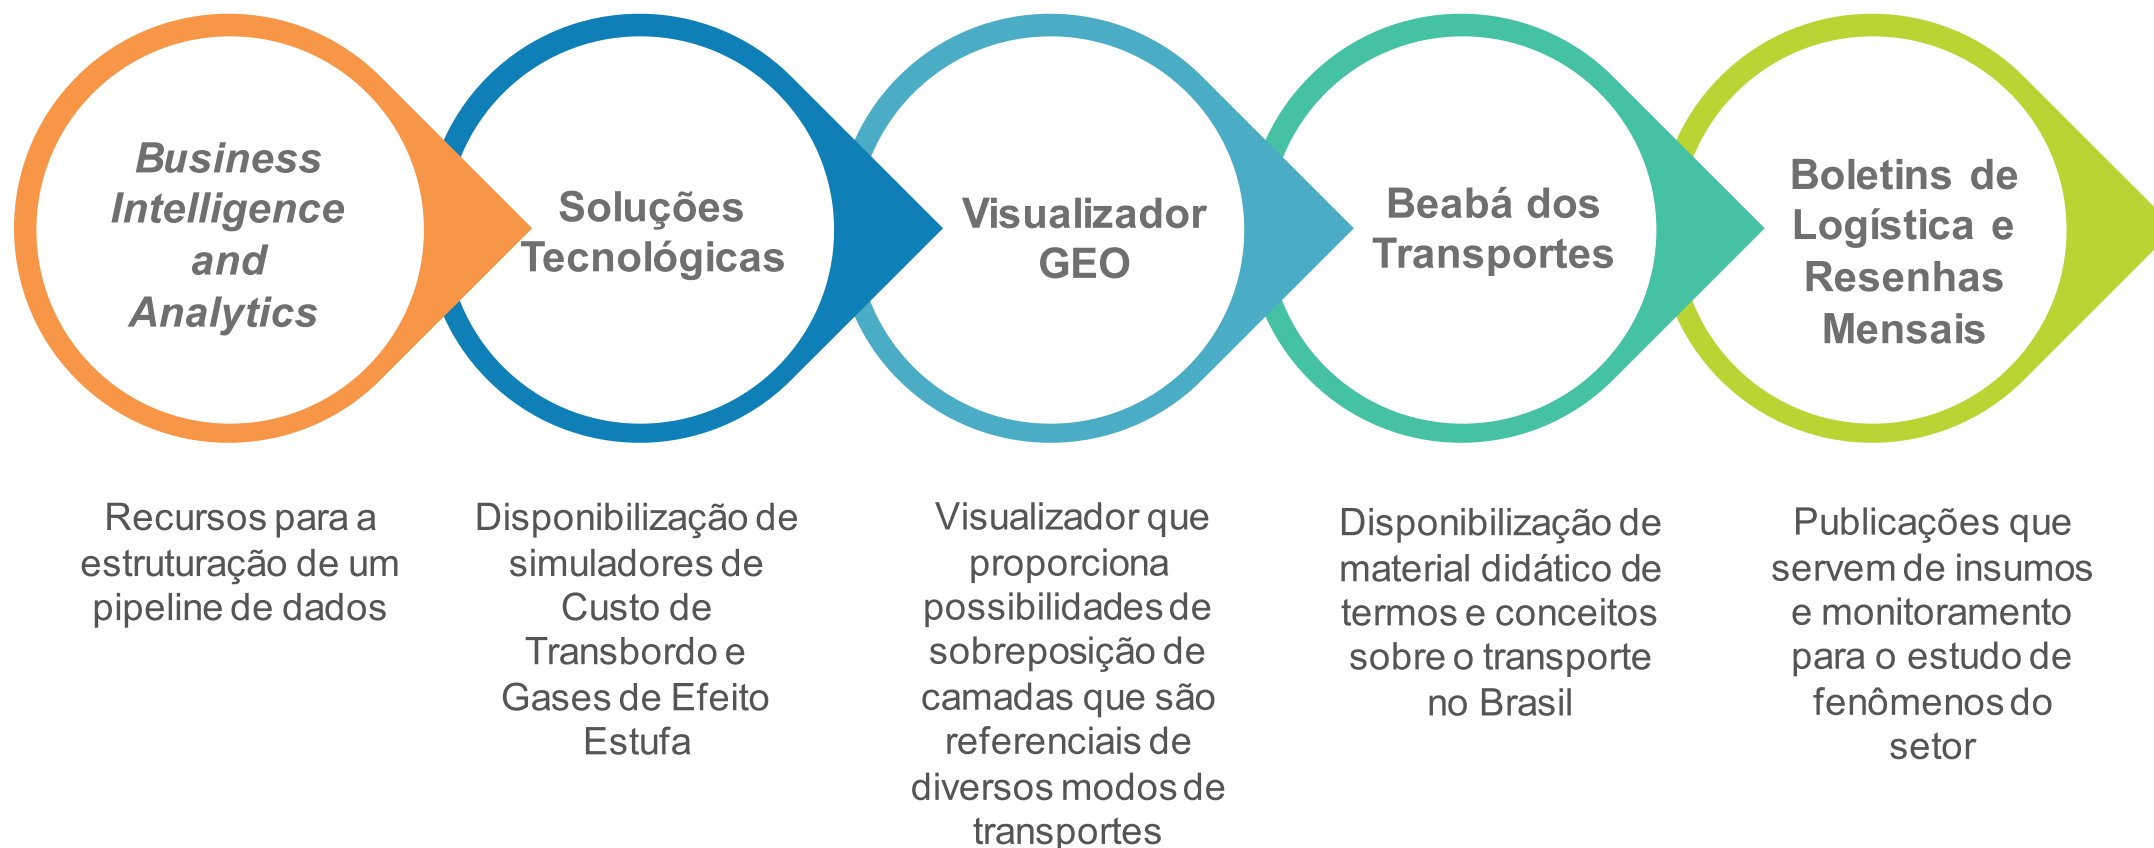 Business
Intelligence
and
Analytics
Soluções
Tecnológicas
Visualizador
GEO
Beabá dos
Transportes
Boletins de
Logística e
Resenhas
Mensais
Recursos para a
estruturação de um
pipeline de dados
Disponibilização de
simuladores de
Custo de
Transbordo e
Gases de Efeito
Estufa
Visualizador que
proporciona
possibilidades de
sobreposição de
camadas que são
referenciais de
diversos modos de
transportes
Disponibilização de
material didático de
termos e conceitos
sobre o transporte
no Brasil
Publicações que
servem de insumos
e monitoramento
para o estudo de
fenômenos do
setor